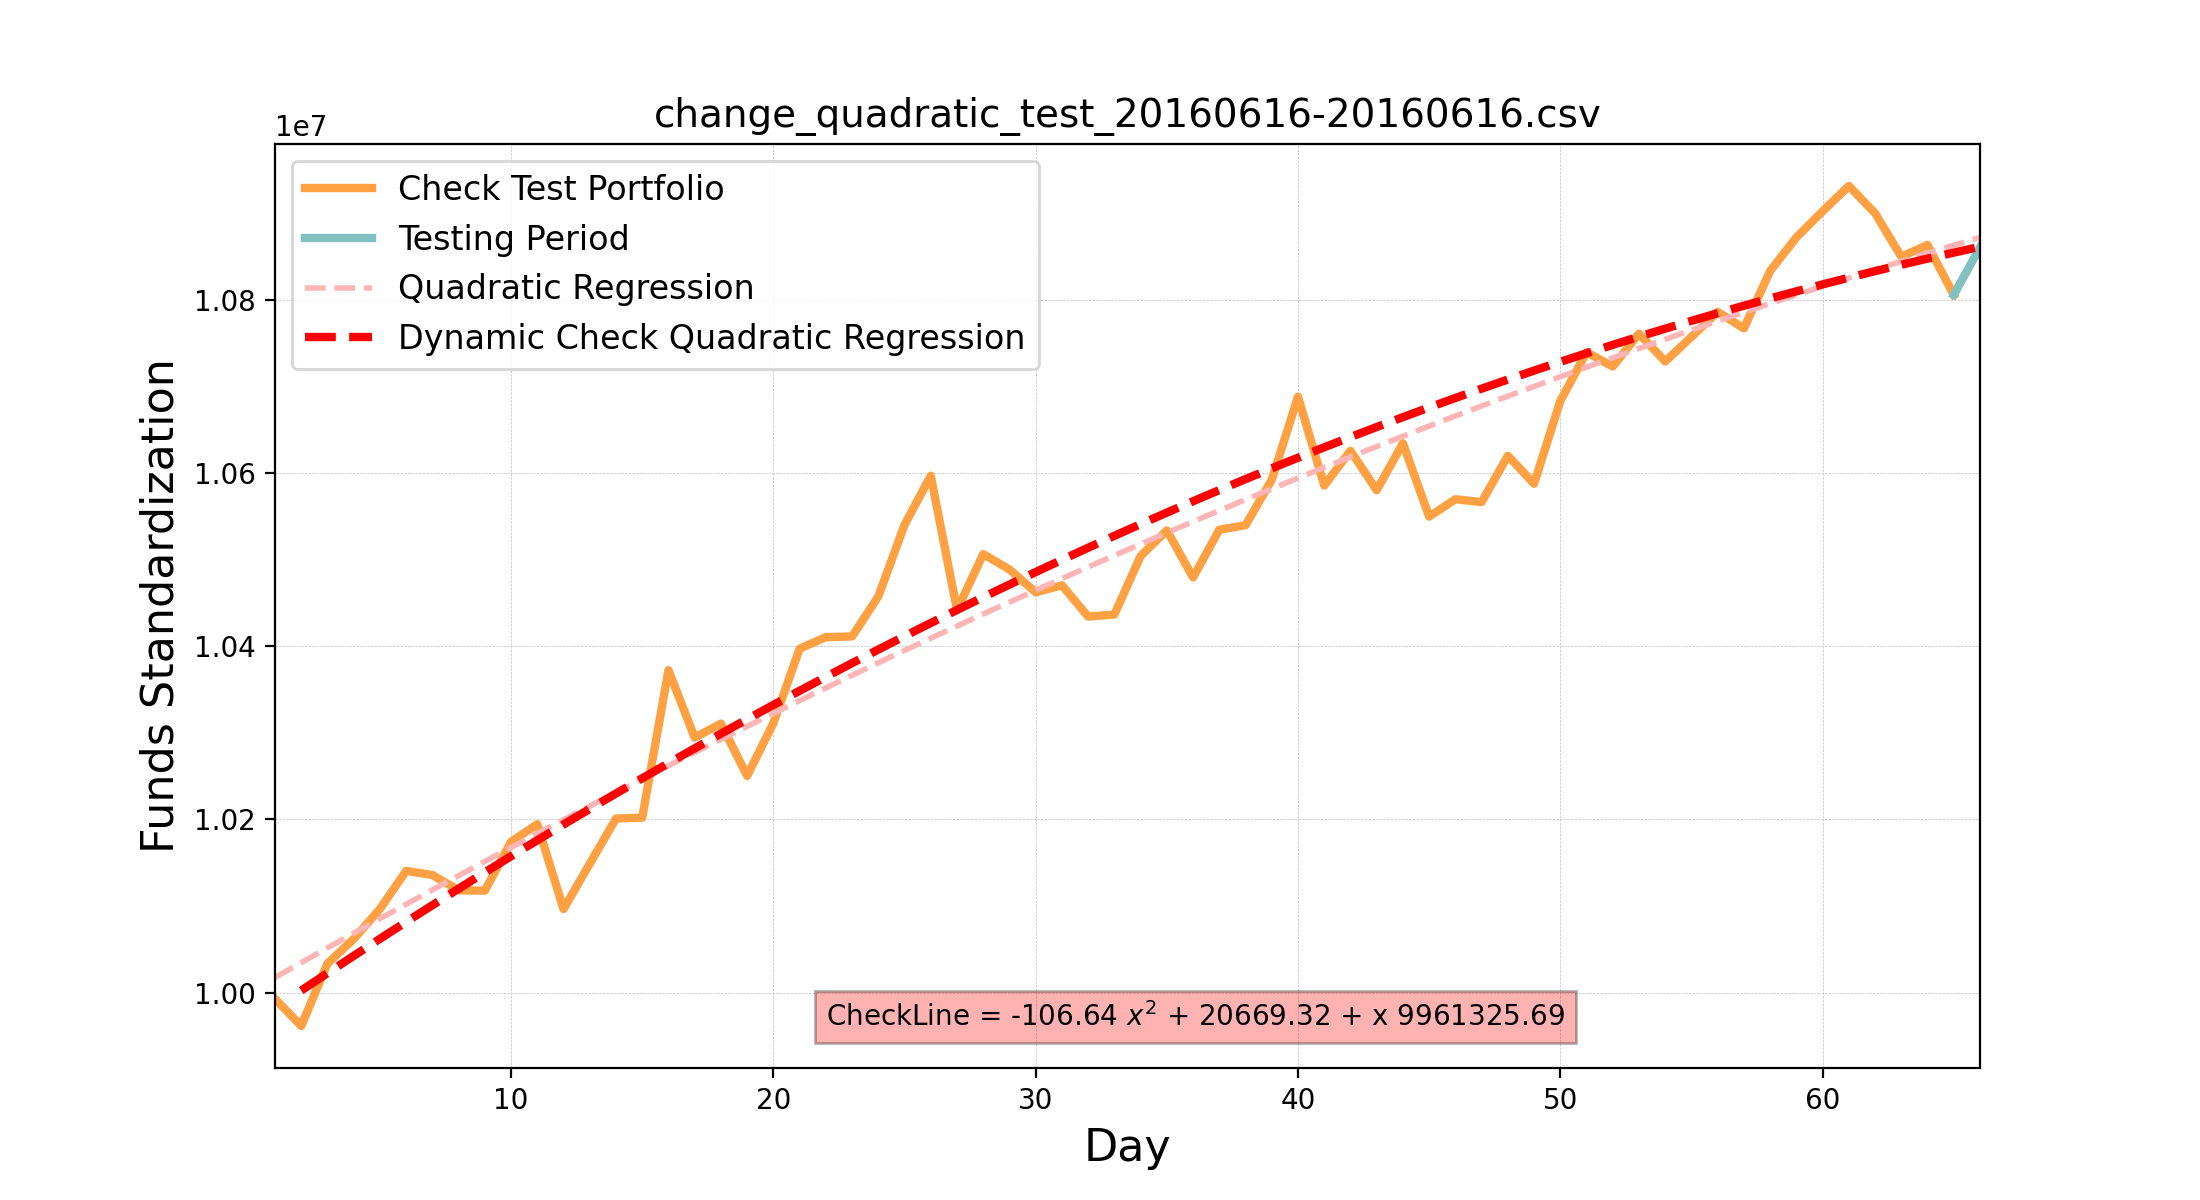 change_quadratic_test_20160616-20160616.csv
1e7
Check Test Portfolio
Testing Period
Quadratic Regression
Dynamic Check Quadratic Regression
1.08
1.06
1.04
1.02
1.00
Funds Standardization
CheckLine = -106.64 x² + 20669.32 + x 9961325.69
10 20 30 40 50 60
Day